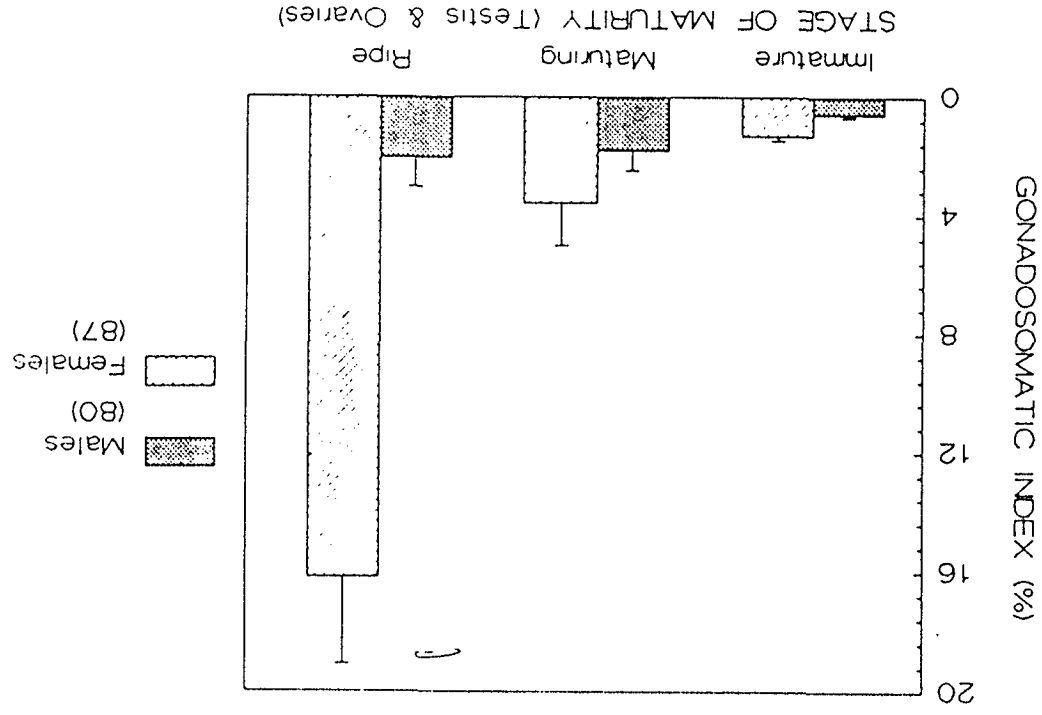 GONADOSOMATIC INDEX (%)
20
16
12
8
4
0
Males
(80)
Females
(87)
Immature Maturing Ripe
STAGE OF MATURITY (Testis & Ovaries)